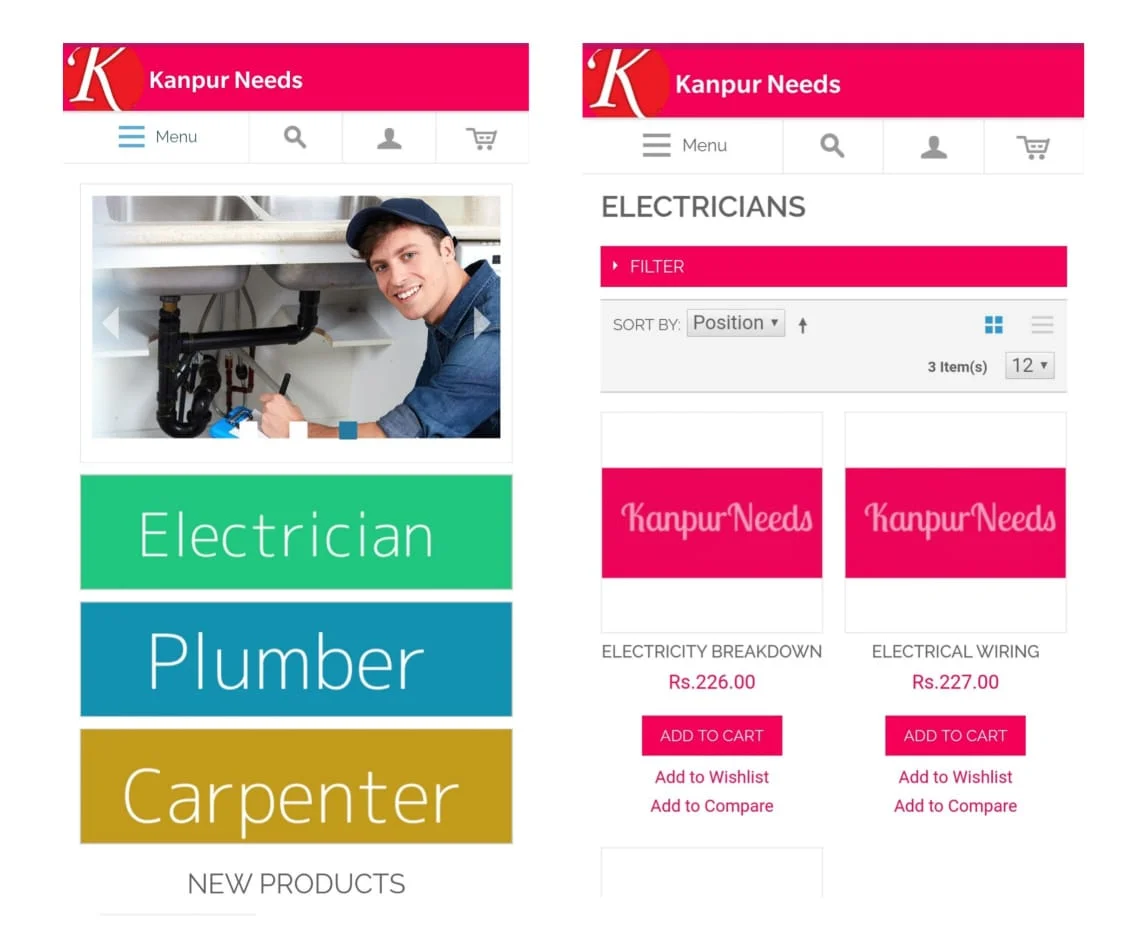 K Kanpur Needs
Menu
Electrician
Plumber
Carpenter
NEW PRODUCTS
K Kanpur Needs
Menu
ELECTRICIANS
FILTER
SORT BY: Position
3 Item(s) 12
KanpurNeeds KanpurNeeds
ELECTRICITY BREAKDOWN ELECTRICAL WIRING
Rs.226.00 Rs.227.00
ADD TO CART ADD TO CART
Add to Wishlist Add to Wishlist
Add to Compare Add to Compare